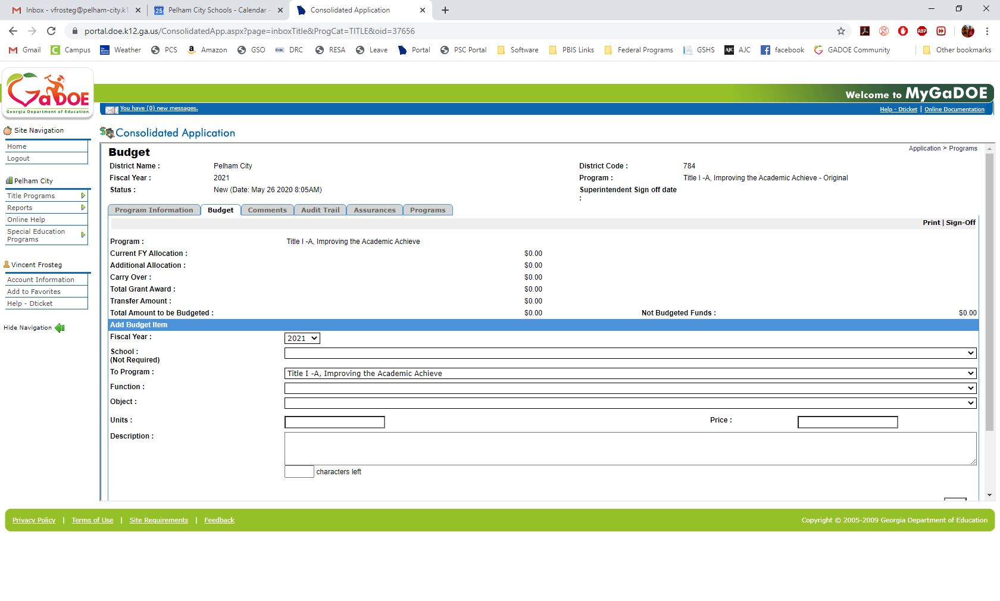 Inbox - vfrosteg@pelham-city.k1
Pelham City Schools - Calendar -
Consolidated Application
portal.doe.k12.ga.us/ConsolidatedApp.aspx?page=inboxTitle&ProgCat=TITLE&oid=37656
Gmail Campus Weather PCS Amazon GSO DRC RESA Leave Portal PSC Portal Software PBIS Links Federal Programs GSHS AJC facebook GADOE Community Other bookmarks
GaDOE
Georgia Department of Education
Welcome to MyGaDOE
You have (0) new messages.
Help - Dticket | Online Documentation
Site Navigation
Home
Logout
Pelham City
Title Programs
Reports
Online Help
Special Education
Programs
Vincent Frosteg
Account Information
Add to Favorites
Help - Dticket
Hide Navigation
Consolidated Application
Budget
Application > Programs
District Name : Pelham City District Code : 784
Fiscal Year : 2021 Program : Title I -A, Improving the Academic Achieve - Original
Status : New (Date: May 26 2020 8:05AM) Superintendent Sign off date
:
Program Information Budget Comments Audit Trail Assurances Programs
Print | Sign-Off
Program : Title I -A, Improving the Academic Achieve
Current FY Allocation : $0.00
Additional Allocation : $0.00
Carry Over : $0.00
Total Grant Award : $0.00
Transfer Amount : $0.00
Total Amount to be Budgeted : $0.00 Not Budgeted Funds : $0.00
Add Budget Item
Fiscal Year : 2021
School :
(Not Required)
To Program : Title I -A, Improving the Academic Achieve
Function :
Object :
Units : Price :
Description :
characters left
Privacy Policy | Terms of Use | Site Requirements | Feedback
Copyright © 2005-2009 Georgia Department of Education